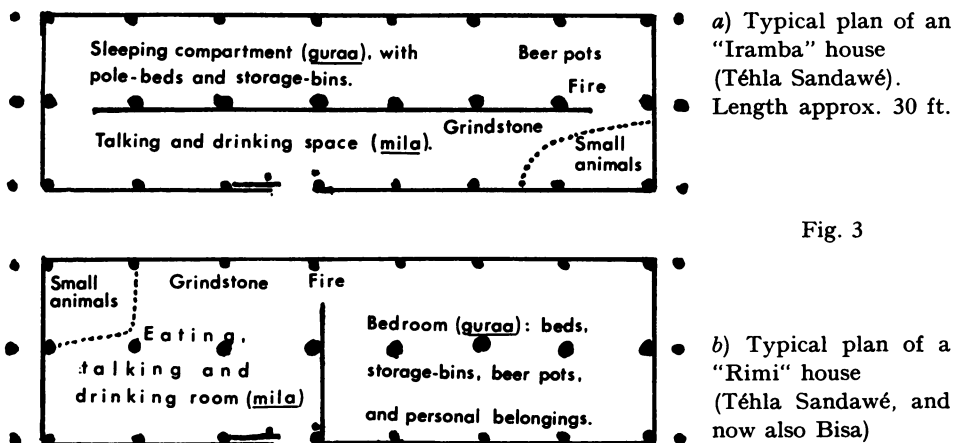 Sleeping compartment (guraa), with
pole-beds and storage-bins.
Beer pots
Fire
Grindstone
Talking and drinking space (mila).
Small
animals
a) Typical plan of an
“Iramba” house
(Téhla Sandawé).
Length approx. 30 ft.
Fig. 3
Small
animals
Grindstone
Fire
Eating,
talking and
drinking room (mila)
Bedroom (guraa): beds,
storage-bins, beer pots,
and personal belongings.
b) Typical plan of a
“Rimi“ house
(Téhla Sandawé, and
now also Bisa)